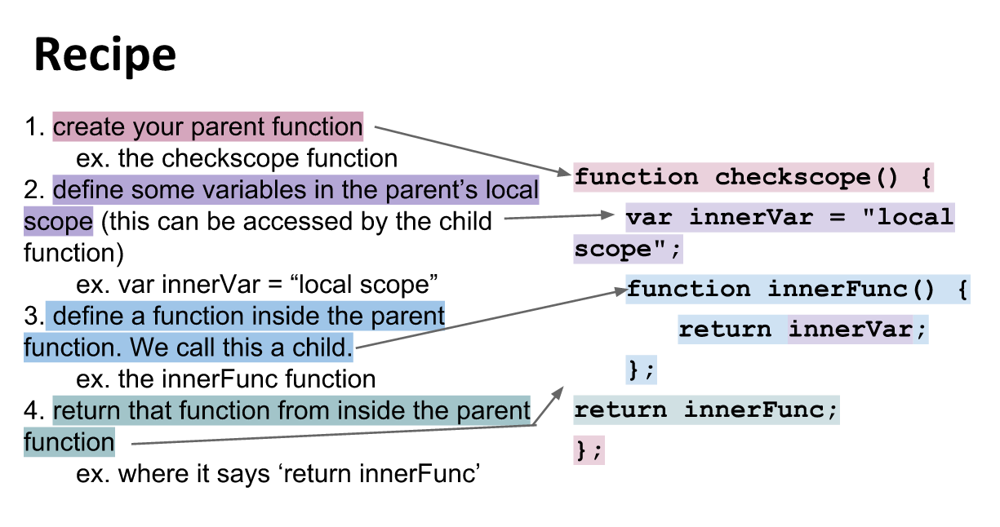 Recipe
1. create your parent function
ex. the checkscope function
2. define some variables in the parent’s local
scope (this can be accessed by the child
function)
ex. var innerVar = “local scope”
3. define a function inside the parent
function. We call this a child.
ex. the innerFunc function
4. return that function from inside the parent
function
ex. where it says ‘return innerFunc’
function checkscope() {
var innerVar = "local
scope";
function innerFunc() {
return innerVar;
};
return innerFunc;
};